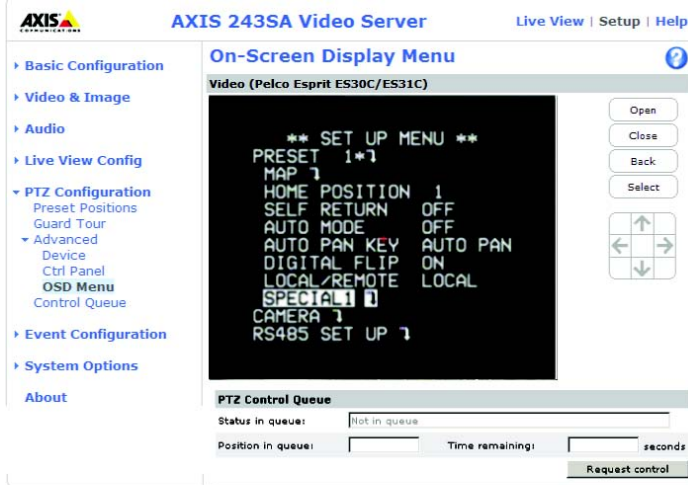 AXIS
COMMUNICATIONS
AXIS 243SA Video Server
Live View | Setup | Help
Basic Configuration
Video & Image
Audio
Live View Config
PTZ Configuration
Preset Positions
Guard Tour
Advanced
Device
Ctrl Panel
OSD Menu
Control Queue
Event Configuration
System Options
About
On-Screen Display Menu
?
Video (Pelco Esprit ES30C/ES31C)
** SET UP MENU **
PRESET 1*
MAP
HOME POSITION 1
SELF RETURN OFF
AUTO MODE OFF
AUTO PAN KEY AUTO PAN
DIGITAL FLIP ON
LOCAL/REMOTE LOCAL
SPECIAL1
CAMERA
RS485 SET UP
Open
Close
Back
Select
PTZ Control Queue
Status in queue: Not in queue
Position in queue: Time remaining: seconds
Request control